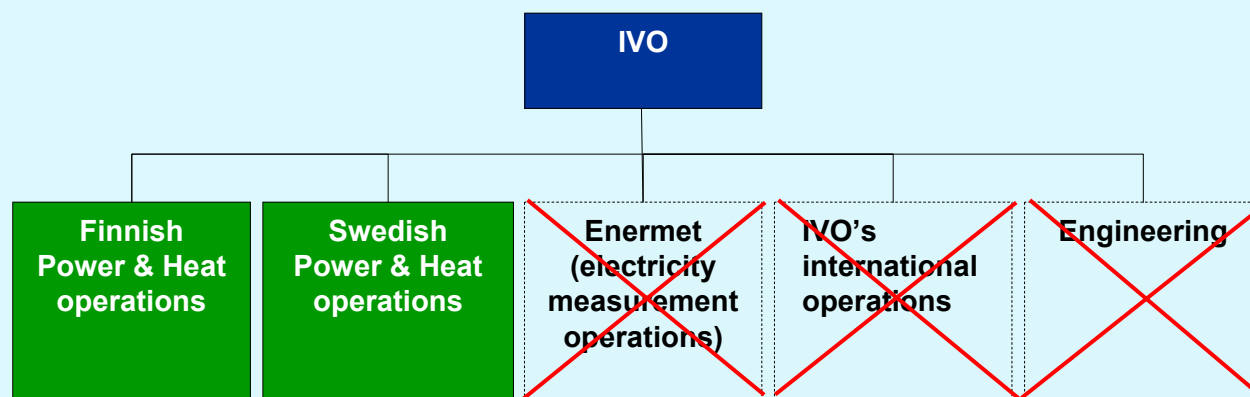 IVO
Finnish
Power & Heat
operations
Swedish
Power & Heat
operations
Enermet
(electricity
measurement
operations)
IVO’s
international
operations
Engineering